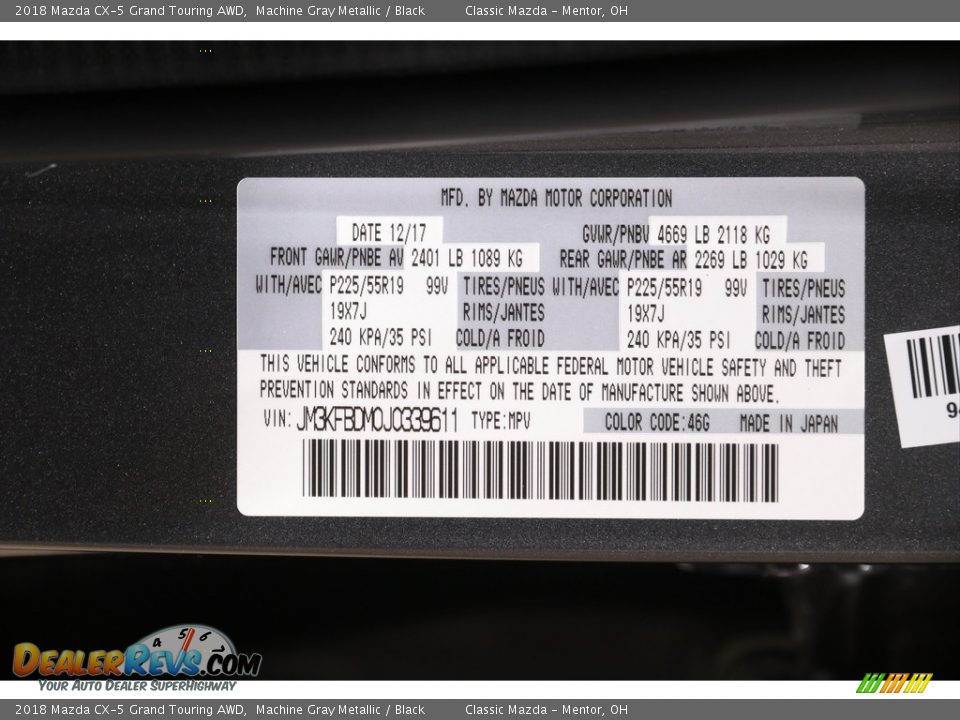 2018 Mazda CX-5 Grand Touring AWD,  Machine Gray Metallic / Black  Classic Mazda - Mentor, OH
MFD. BY MAZDA MOTOR CORPORATION
DATE 12/17  GVWR/PNBV 4669 LB 2118 KG
FRONT GAWR/PNBE AV 2401 LB 1089 KG  REAR GAWR/PNBE AR 2269 LB 1029 KG
WITH/AVEC P225/55R19 99V TIRES/PNEUS WITH/AVEC P225/55R19 99V TIRES/PNEUS
19X7J RIMS/JANTES 19X7J RIMS/JANTES
240 KPA/35 PSI COLD/A FROID 240 KPA/35 PSI COLD/A FROID
THIS VEHICLE CONFORMS TO ALL APPLICABLE FEDERAL MOTOR VEHICLE SAFETY AND THEFT
PREVENTION STANDARDS IN EFFECT ON THE DATE OF MANUFACTURE SHOWN ABOVE.
VIN: JM3KFBDM0J0339611 TYPE:MPV COLOR CODE:46G MADE IN JAPAN
94
4 5 6
DEALERREVS.COM
YOUR AUTO DEALER SUPERHIGHWAY
2018 Mazda CX-5 Grand Touring AWD,  Machine Gray Metallic / Black  Classic Mazda - Mentor, OH